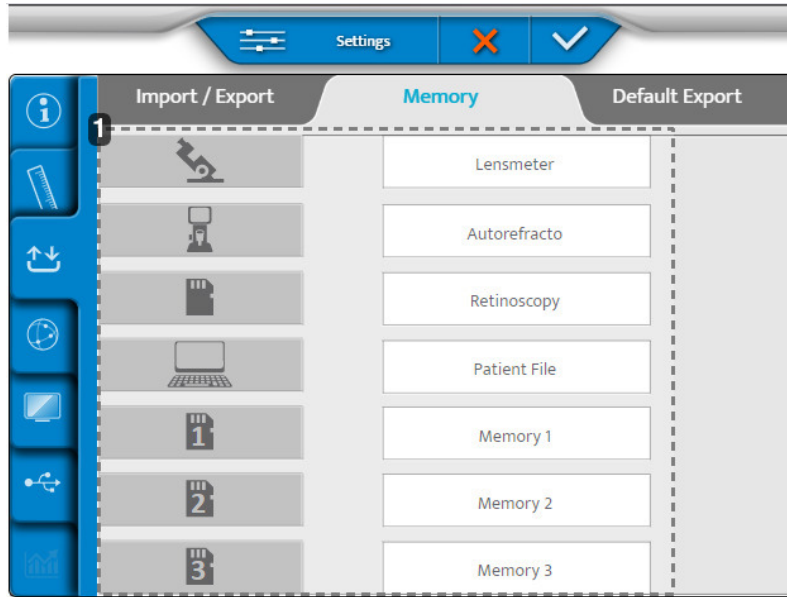 Settings
Import / Export
Memory
Default Export
1
Lensmeter
Autorefracto
Retinoscopy
Patient File
1
Memory 1
2
Memory 2
3
Memory 3